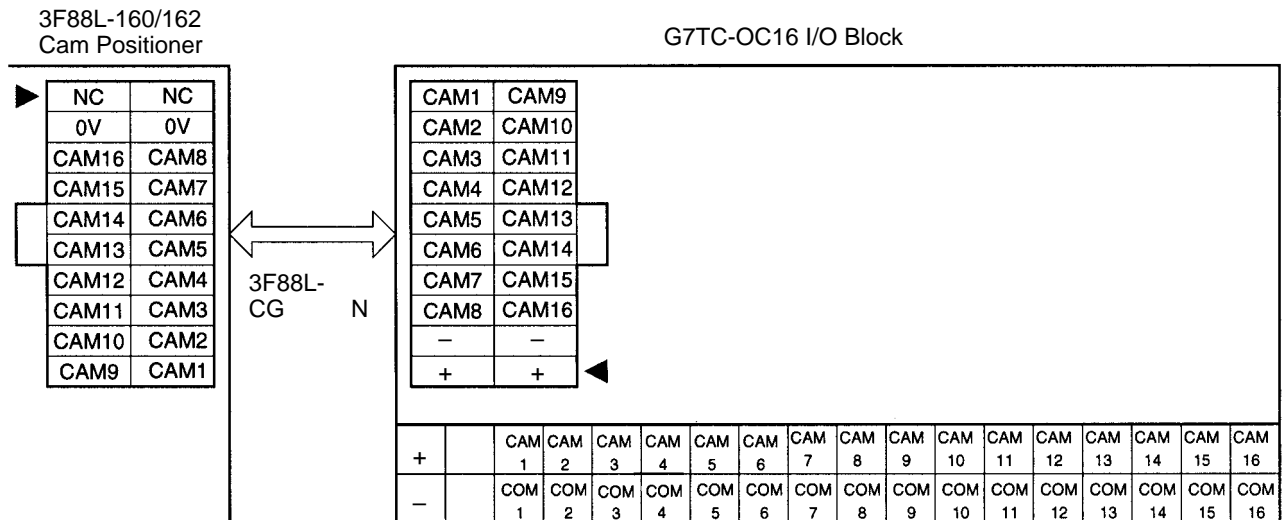 3F88L-160/162
Cam Positioner
G7TC-OC16 I/O Block
NC NC
0V 0V
CAM16 CAM8
CAM15 CAM7
CAM14 CAM6
CAM13 CAM5
CAM12 CAM4
CAM11 CAM3
CAM10 CAM2
CAM9 CAM1
3F88L-
CG N
CAM1 CAM9
CAM2 CAM10
CAM3 CAM11
CAM4 CAM12
CAM5 CAM13
CAM6 CAM14
CAM7 CAM15
CAM8 CAM16
– –
+ +
+ CAM 1 CAM 2 CAM 3 CAM 4 CAM 5 CAM 6 CAM 7 CAM 8 CAM 9 CAM 10 CAM 11 CAM 12 CAM 13 CAM 14 CAM 15 CAM 16
– COM 1 COM 2 COM 3 COM 4 COM 5 COM 6 COM 7 COM 8 COM 9 COM 10 COM 11 COM 12 COM 13 COM 14 COM 15 COM 16